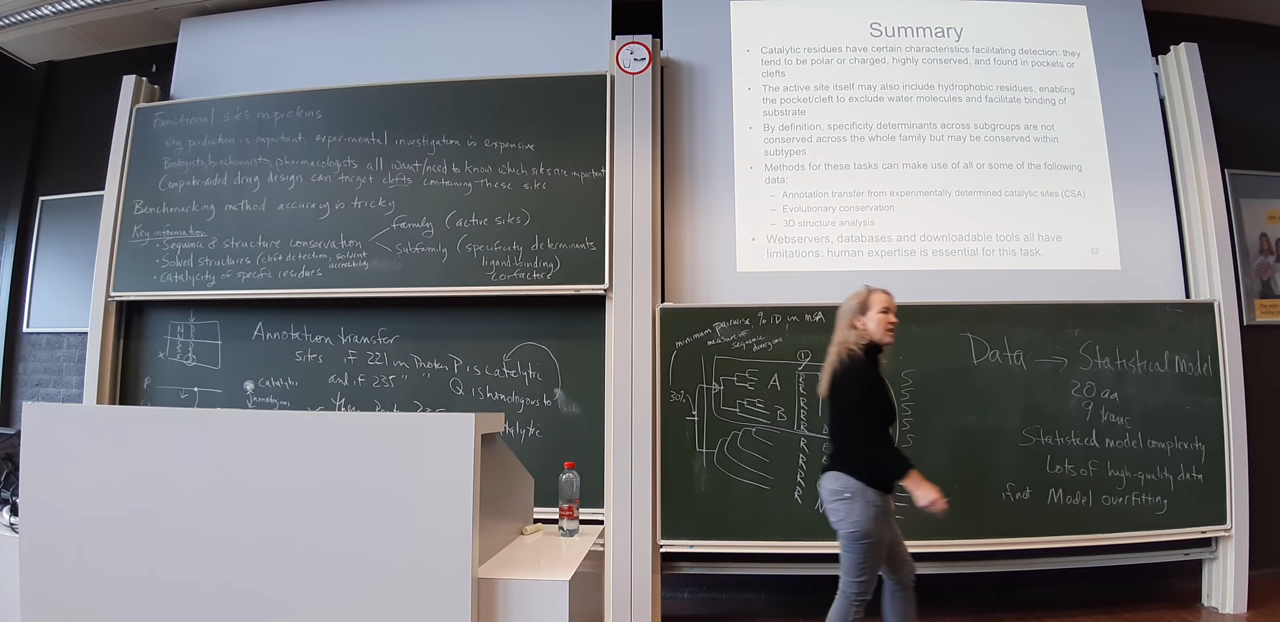 Functional sites in proteins
Why prediction is important: experimental investigation is expensive
Biologists, biochemists, pharmacologists all want/need to know which sites are important
Computer-aided drug design can target clefts containing these sites
Benchmarking method accuracy is tricky
Key information
• Sequence & structure conservation
Family (active sites)
Subfamily (specificity determinants
ligand-binding)
cofactors
• Solved structures (cleft detection, solvent
accessibility
• Catalycity of specific residues
Annotation transfer
sites if 221 in Protein P is catalytic
and if 235 " " Q is homologous to
P
catalytic
homologous
Summary
• Catalytic residues have certain characteristics facilitating detection: they
tend to be polar or charged, highly conserved, and found in pockets or
clefts
• The active site itself may also include hydrophobic residues, enabling
the pocket/cleft to exclude water molecules and facilitate binding of
substrate
• By definition, specificity determinants across subgroups are not
conserved across the whole family but may be conserved within
subtypes
• Methods for these tasks can make use of all or some of the following
data:
– Annotation transfer from experimentally determined catalytic sites (CSA)
– Evolutionary conservation
– 3D structure analysis
• Webservers, databases and downloadable tools all have
limitations: human expertise is essential for this task.
57
minimum pairwise % ID in MSA
measure of
sequence
divergence
30%
A
B
R
R
R
R
R
S
S
S
S
S
Data → Statistical Model
20 aa
9 trans
Statistical model complexity
Lots of high-quality data
if not Model overfitting